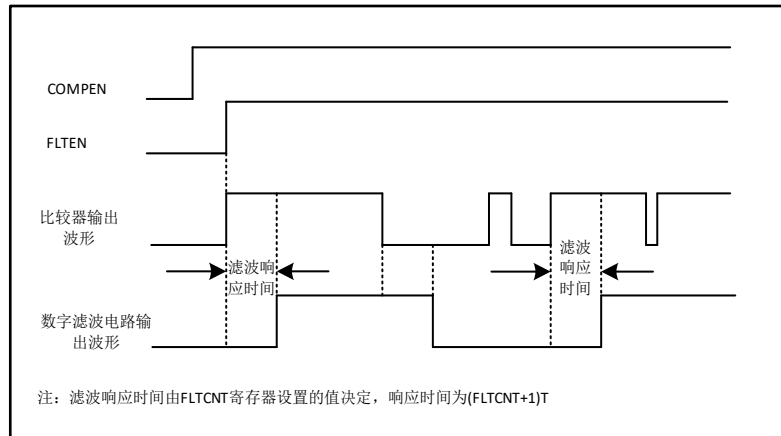 COMPEN
FLTEN
比较器输出
波形
滤波响
应时间
滤波
响应
时间
数字滤波电路输
出波形
注：滤波响应时间由FLTCNT寄存器设置的值决定，响应时间为(FLTCNT+1)T